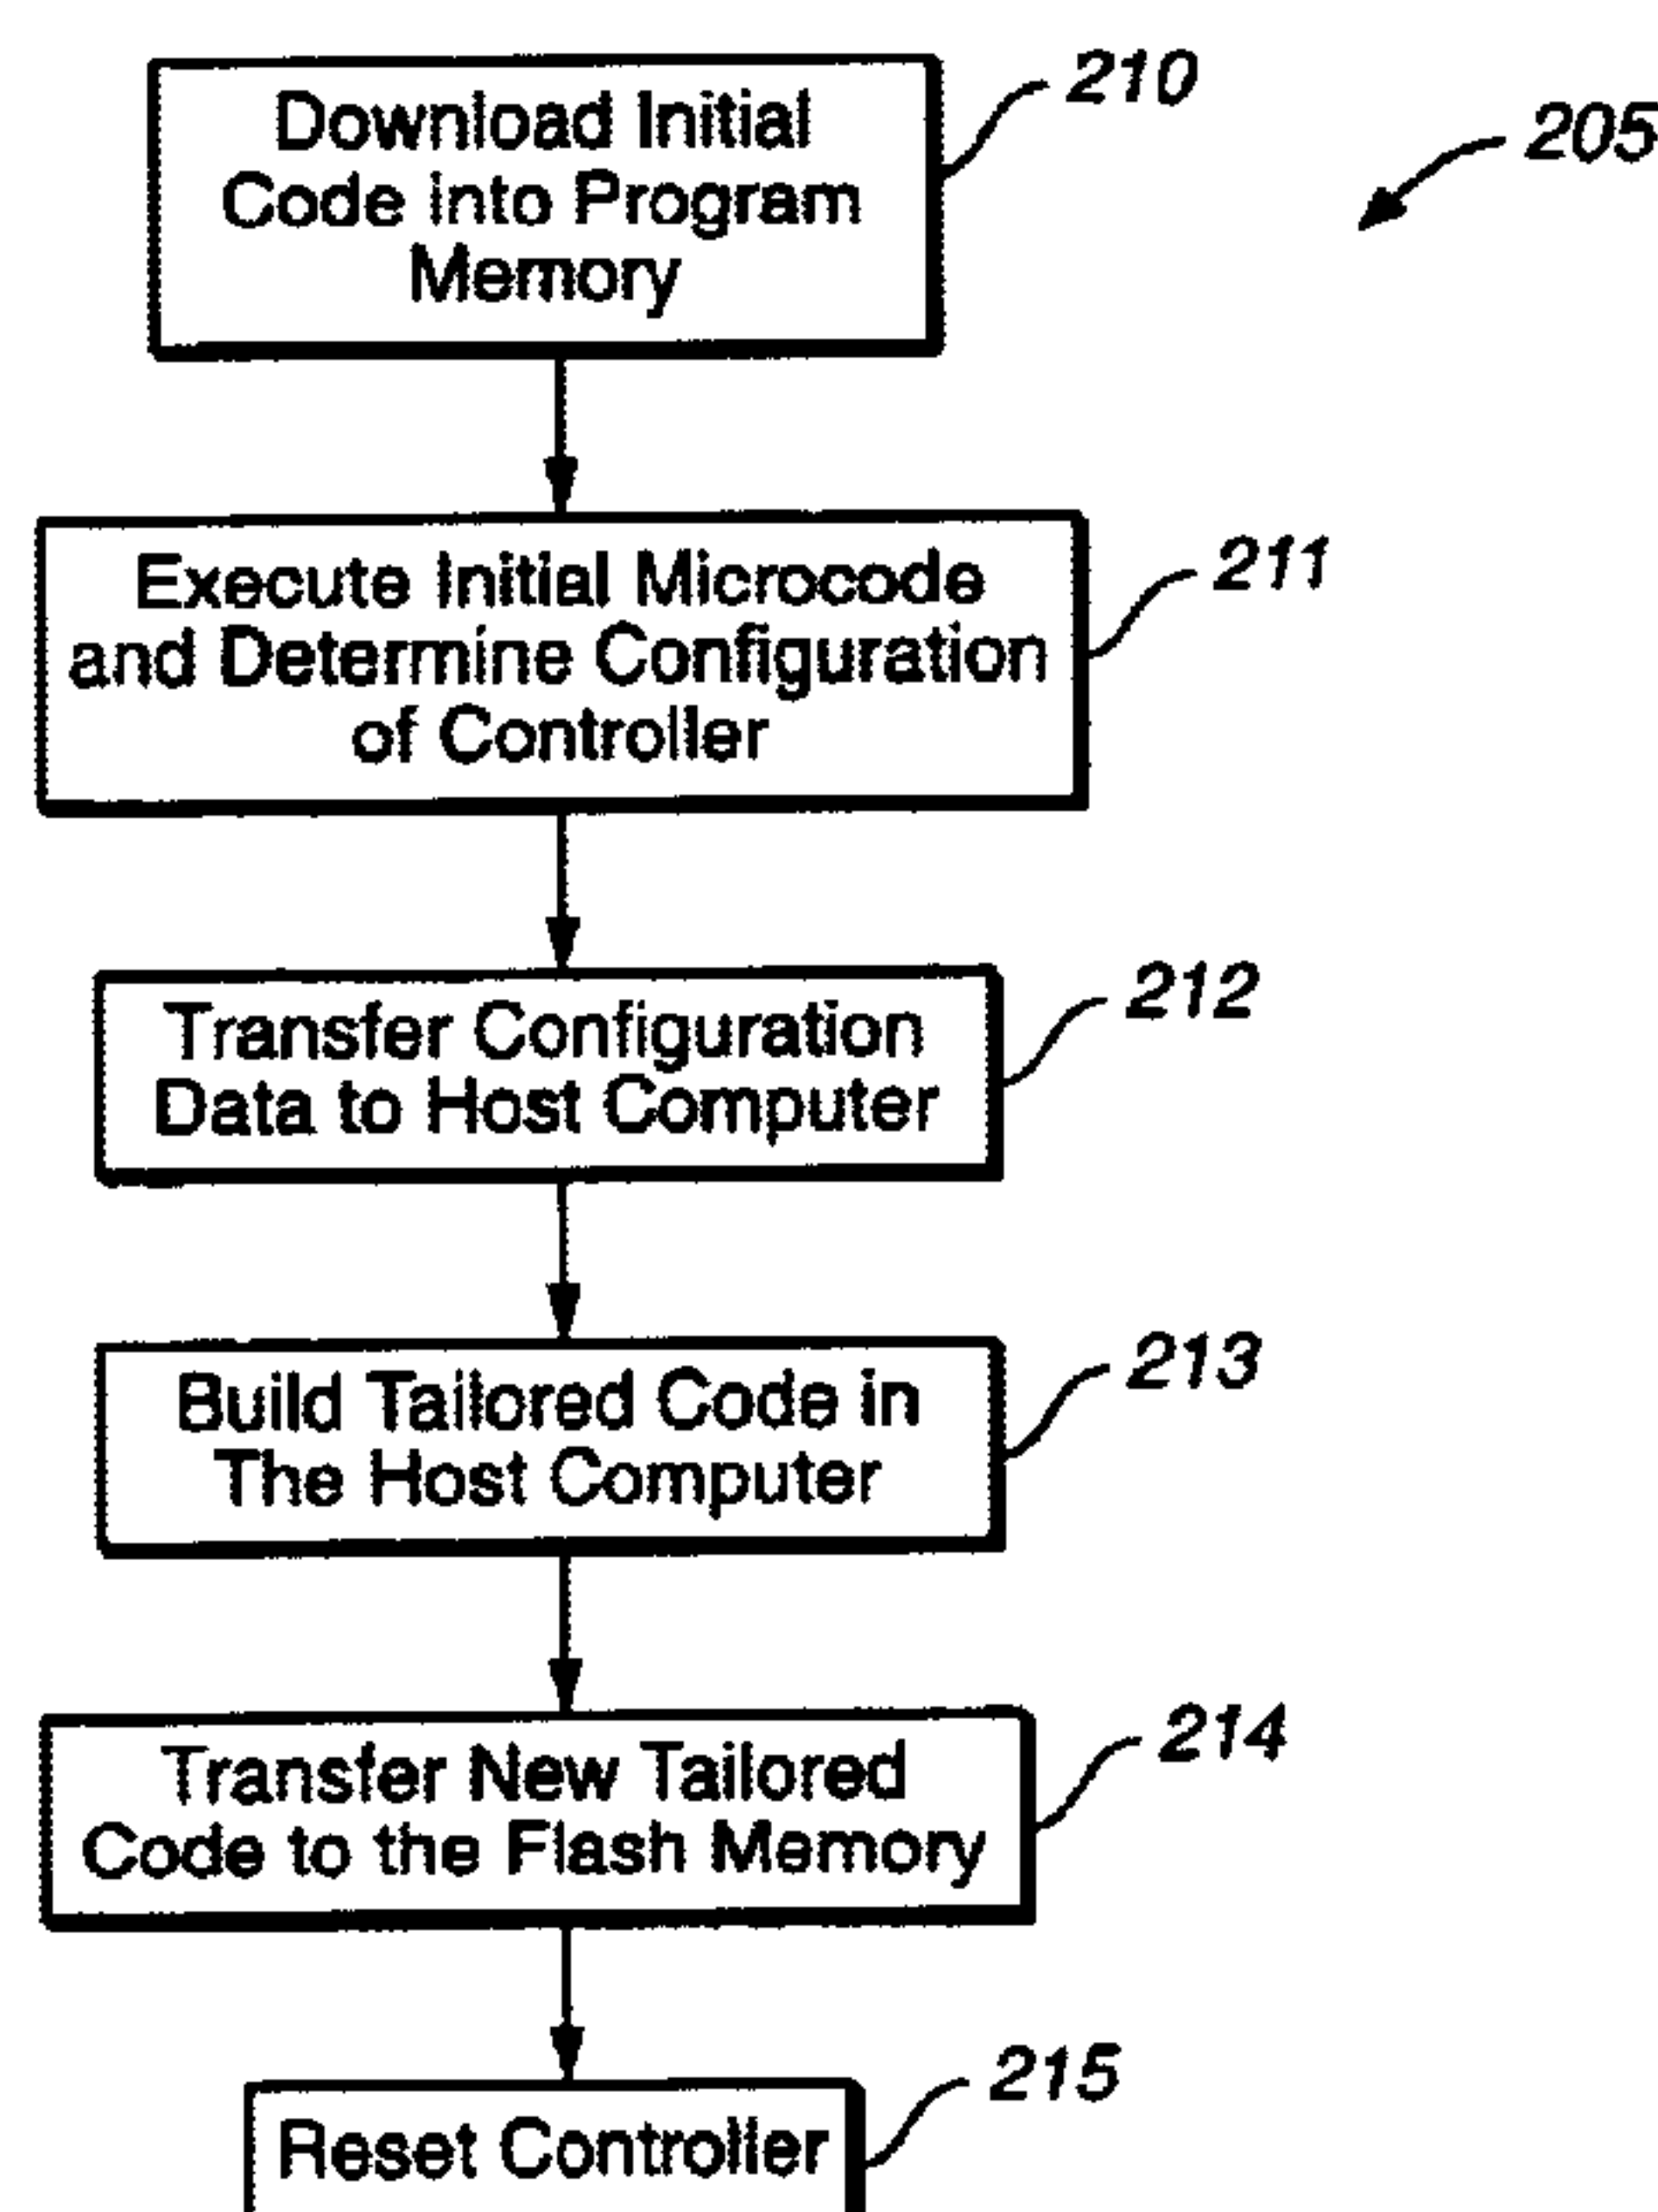 Download Initial
Code into Program
Memory
210
205
Execute Initial Microcode
and Determine Configuration
of Controller
211
Transfer Configuration
Data to Host Computer
212
Build Tailored Code in
The Host Computer
213
Transfer New Tailored
Code to the Flash Memory
214
Reset Controller
215